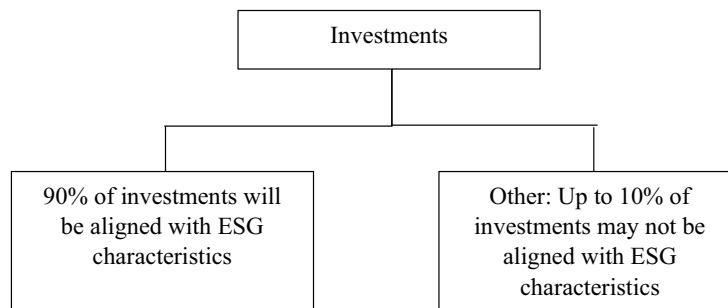 Investments
90% of investments will
be aligned with ESG
characteristics
Other: Up to 10% of
investments may not be
aligned with ESG
characteristics